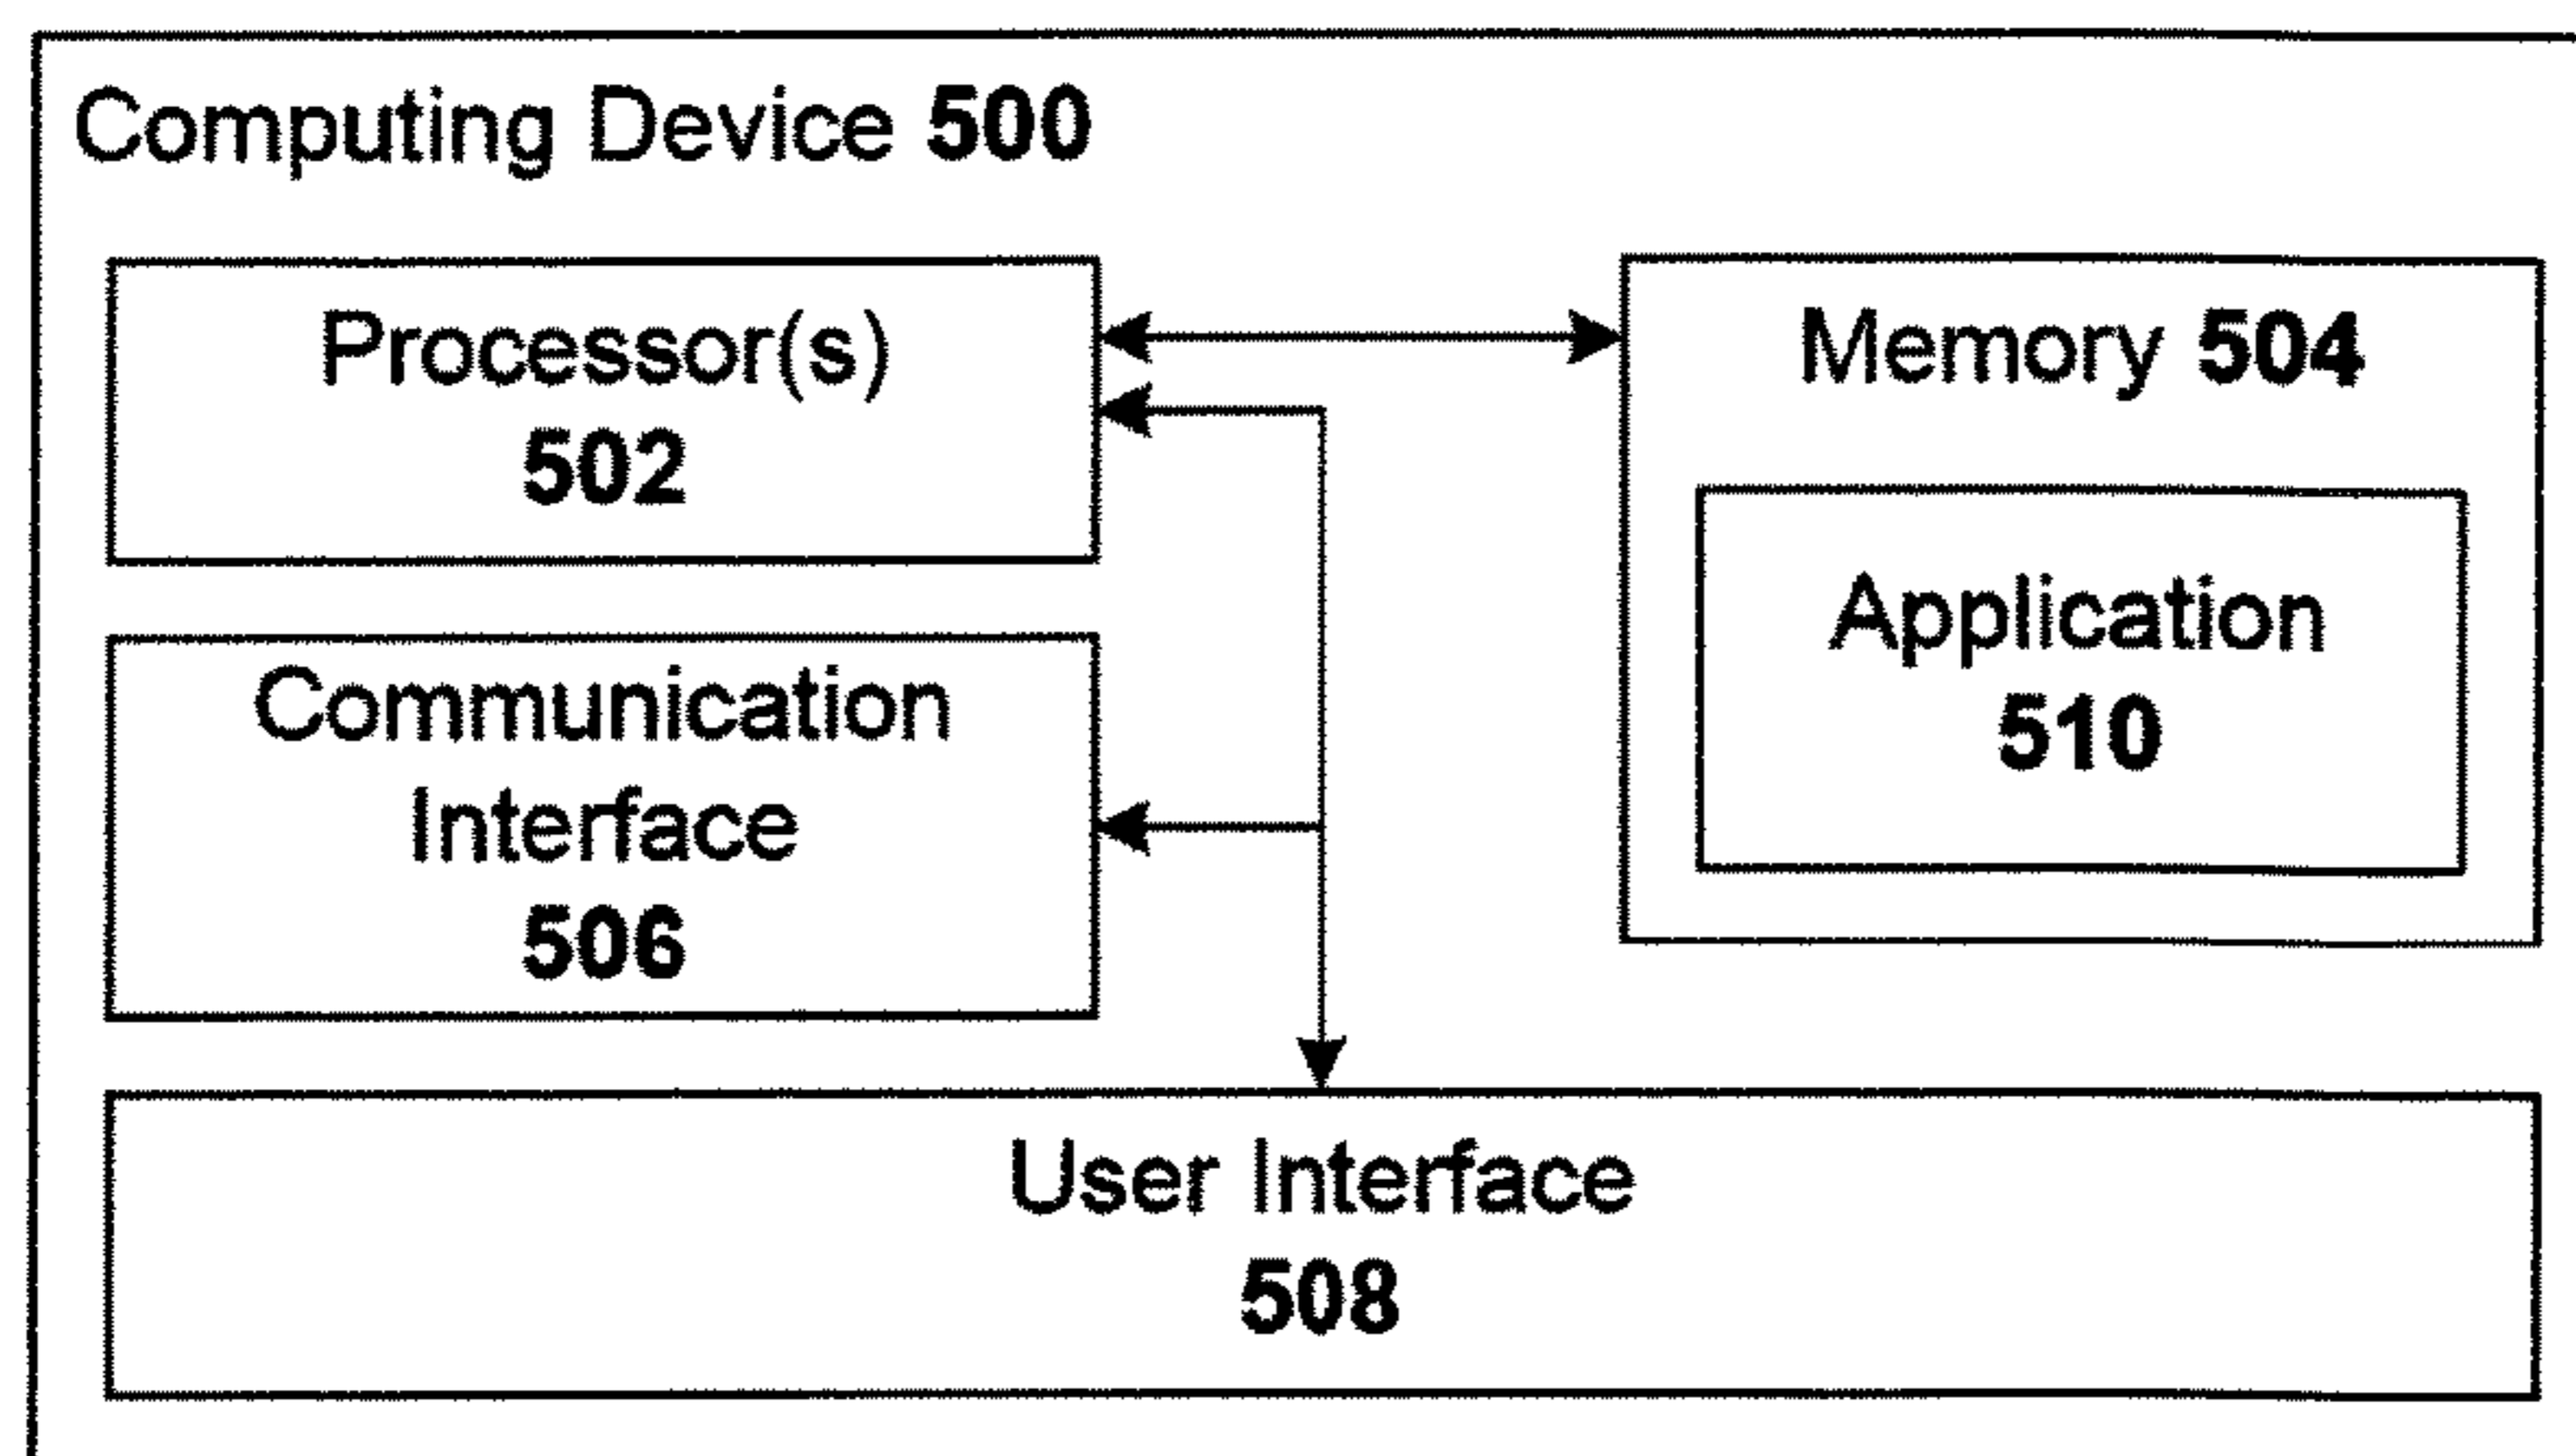 Computing Device 500
Processor(s)
502
Memory 504
Application
510
Communication
Interface
506
User Interface
508